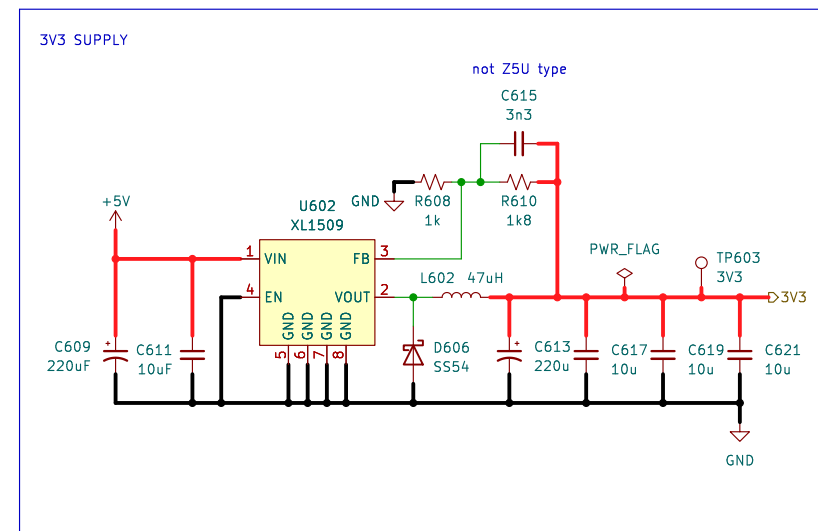 3V3 SUPPLY
not Z5U type
C615
3n3
GND
R608
1k
R610
1k8
+5V
U602
XL1509
1
VIN
FB
3
4
EN
VOUT
2
GND
GND
GND
GND
5
6
7
8
L602 47uH
PWR_FLAG
TP603
3V3
3V3
C609
220uF
C611
10uF
D606
SS54
C613
220u
C617
10u
C619
10u
C621
10u
GND